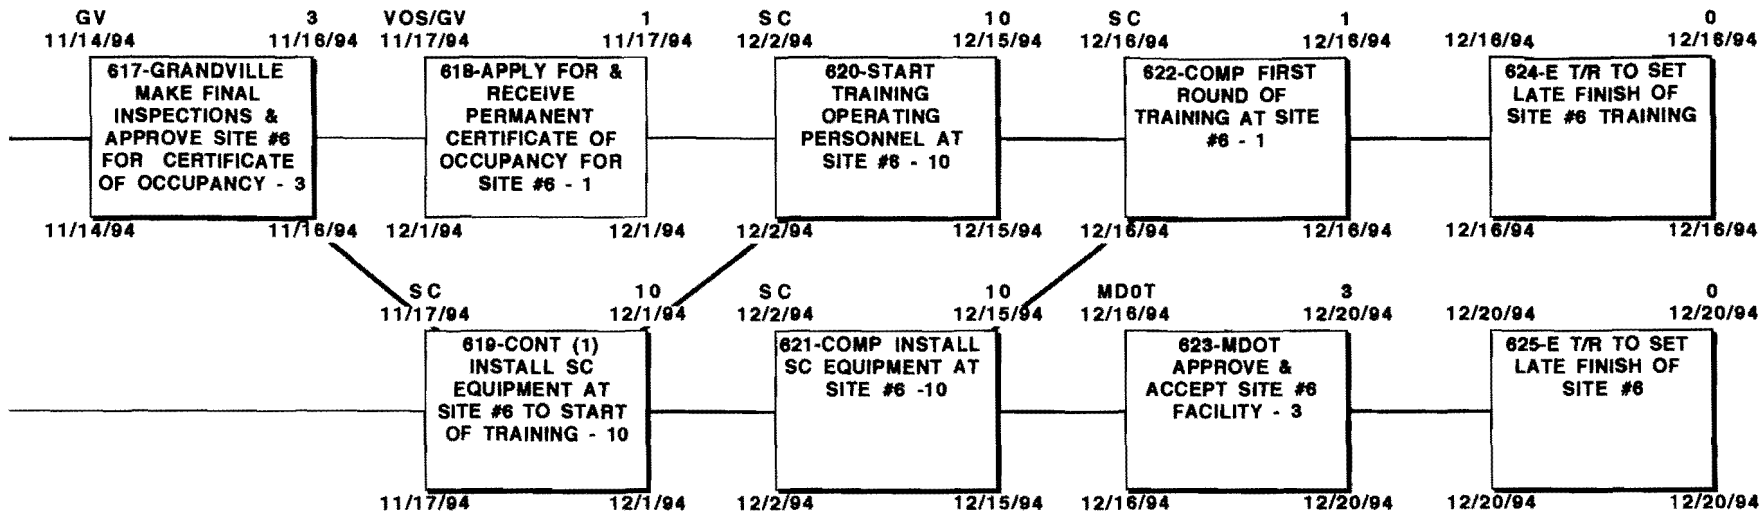 GV 3 VOS/GV 1 SC 10 SC 1 0
11/14/94 11/16/94 11/17/94 11/17/94 12/2/94 12/15/94 12/16/94 12/16/94 12/16/94 12/16/94
617-GRANDVILLE
MAKE FINAL
INSPECTIONS &
APPROVE SITE #6
FOR CERTIFICATE
OF OCCUPANCY - 3
618-APPLY FOR &
RECEIVE
PERMANENT
CERTIFICATE OF
OCCUPANCY FOR
SITE #6 - 1
620-START
TRAINING
OPERATING
PERSONNEL AT
SITE #6 - 10
622-COMP FIRST
ROUND OF
TRAINING AT SITE
#6 - 1
624-E T/R TO SET
LATE FINISH OF
SITE #6 TRAINING
11/14/94 11/16/94 12/1/94 12/1/94 12/2/94 12/15/94 12/16/94 12/16/94 12/16/94 12/16/94
SC 10 SC 10 MDOT 3 0
11/17/94 12/1/94 12/2/94 12/15/94 12/16/94 12/20/94 12/20/94 12/20/94
619-CONT (1)
INSTALL SC
EQUIPMENT AT
SITE #6 TO START
OF TRAINING - 10
621-COMP INSTALL
SC EQUIPMENT AT
SITE #6 -10
623-MDOT
APPROVE &
ACCEPT SITE #6
FACILITY - 3
625-E T/R TO SET
LATE FINISH OF
SITE #6
11/17/94 12/1/94 12/2/94 12/15/94 12/16/94 12/20/94 12/20/94 12/20/94